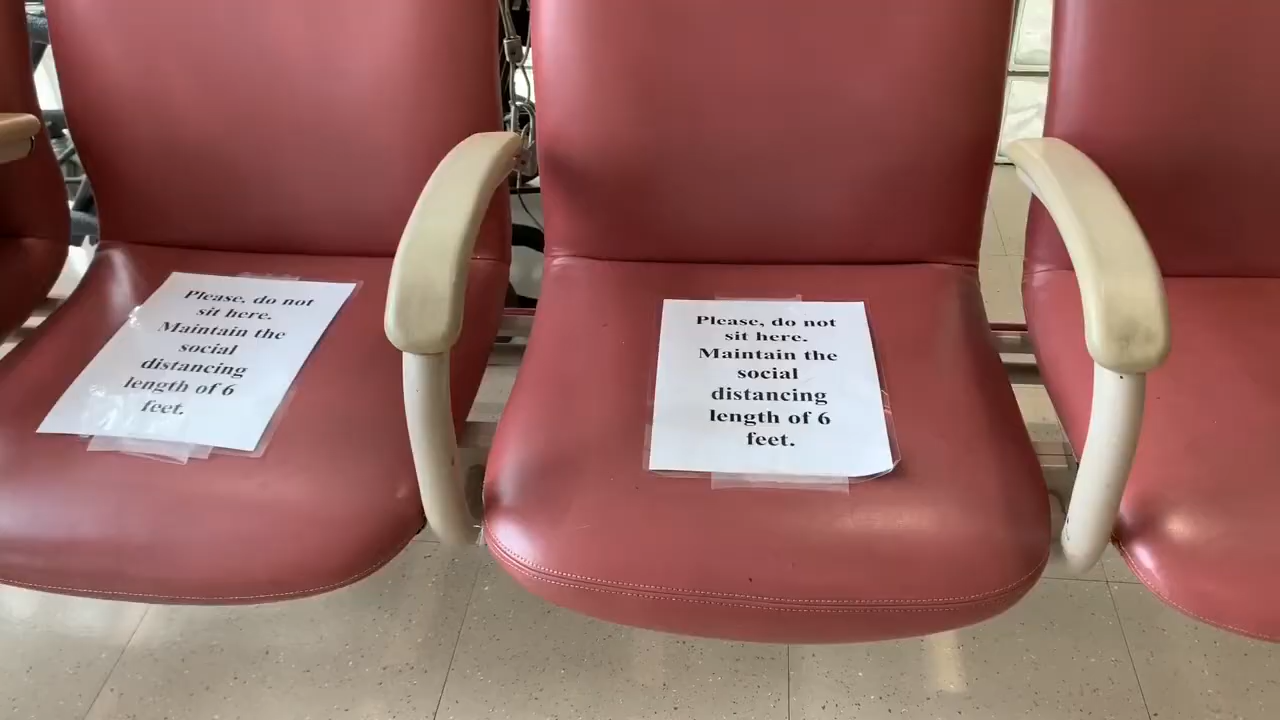 Please, do not
sit here.
Maintain the
social
distancing
length of 6
feet.
Please, do not
sit here.
Maintain the
social
distancing
length of 6
feet.